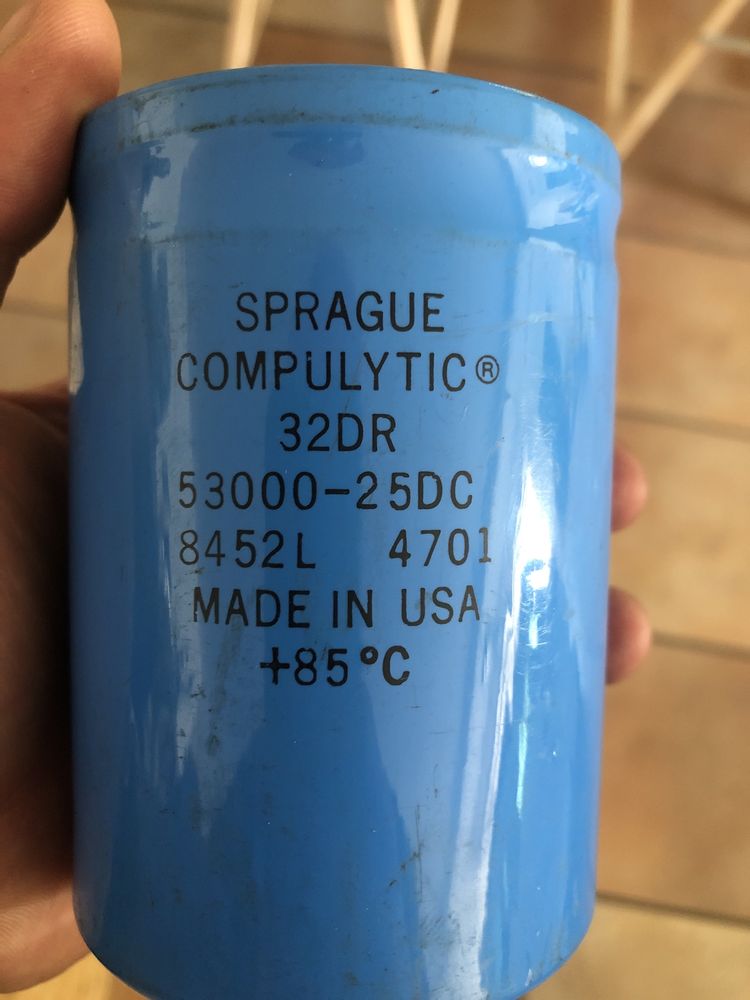 SPRAGUE
COMPULYTIC®
32DR
53000-25DC
8452L 4701
MADE IN USA
+85°C